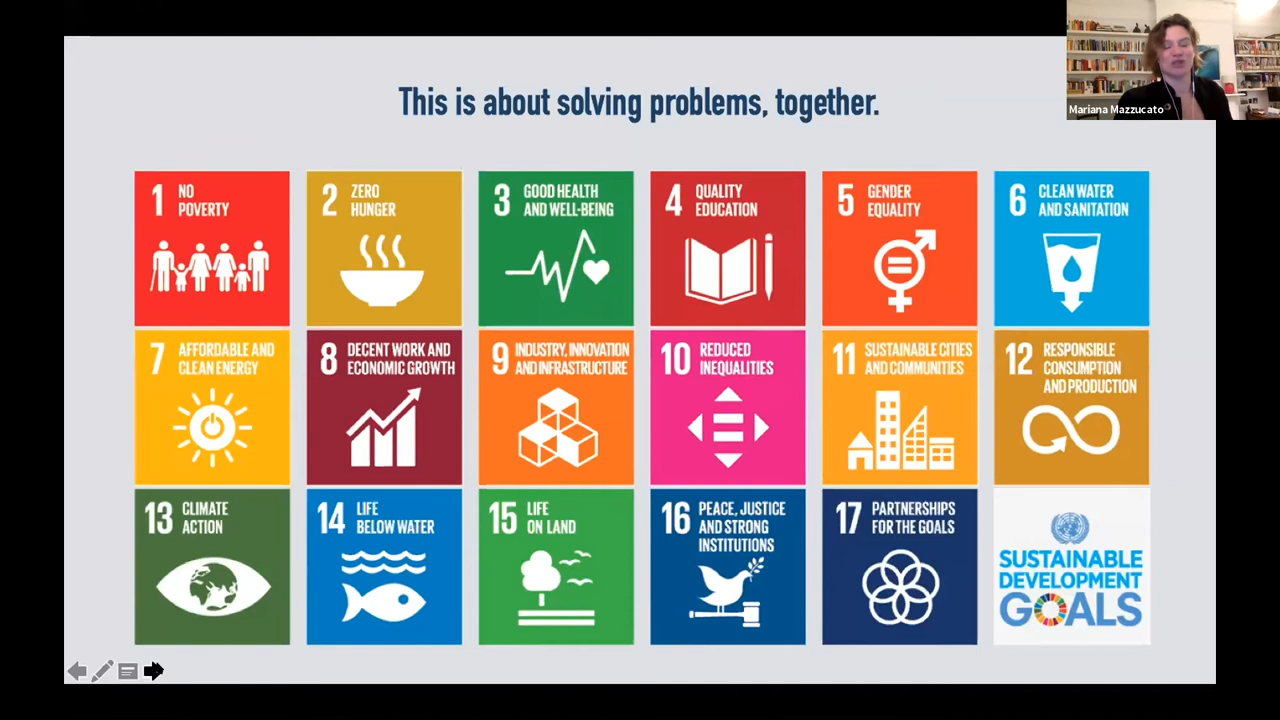 This is about solving problems, together.
Mariana Mazzucato
1 NO
POVERTY
2 ZERO
HUNGER
3 GOOD HEALTH
AND WELL-BEING
4 QUALITY
EDUCATION
5 GENDER
EQUALITY
6 CLEAN WATER
AND SANITATION
7 AFFORDABLE AND
CLEAN ENERGY
8 DECENT WORK AND
ECONOMIC GROWTH
9 INDUSTRY, INNOVATION
AND INFRASTRUCTURE
10 REDUCED
INEQUALITIES
11 SUSTAINABLE CITIES
AND COMMUNITIES
12 RESPONSIBLE
CONSUMPTION
AND PRODUCTION
13 CLIMATE
ACTION
14 LIFE
BELOW WATER
15 LIFE
ON LAND
16 PEACE, JUSTICE
AND STRONG
INSTITUTIONS
17 PARTNERSHIPS
FOR THE GOALS
SUSTAINABLE
DEVELOPMENT
GOALS